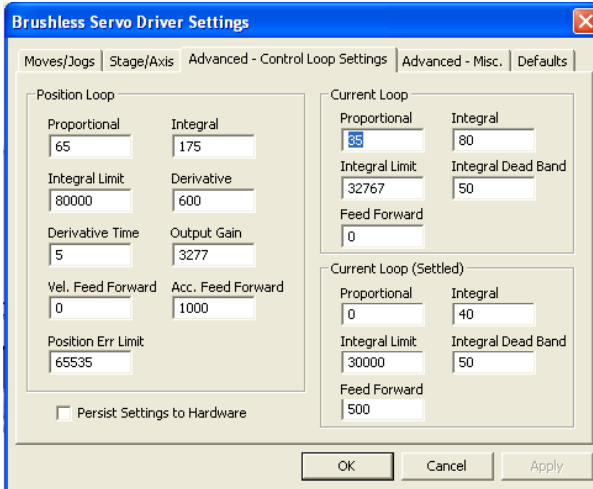 Brushless Servo Driver Settings
Moves/Jogs Stage/Axis Advanced - Control Loop Settings Advanced - Misc. Defaults
Position Loop
Proportional Integral
65 175
Integral Limit Derivative
80000 600
Derivative Time Output Gain
5 3277
Vel. Feed Forward Acc. Feed Forward
0 1000
Position Err Limit
65535
Persist Settings to Hardware
Current Loop
Proportional Integral
35 80
Integral Limit Integral Dead Band
32767 50
Feed Forward
0
Current Loop (Settled)
Proportional Integral
0 40
Integral Limit Integral Dead Band
30000 50
Feed Forward
500
OK Cancel Apply